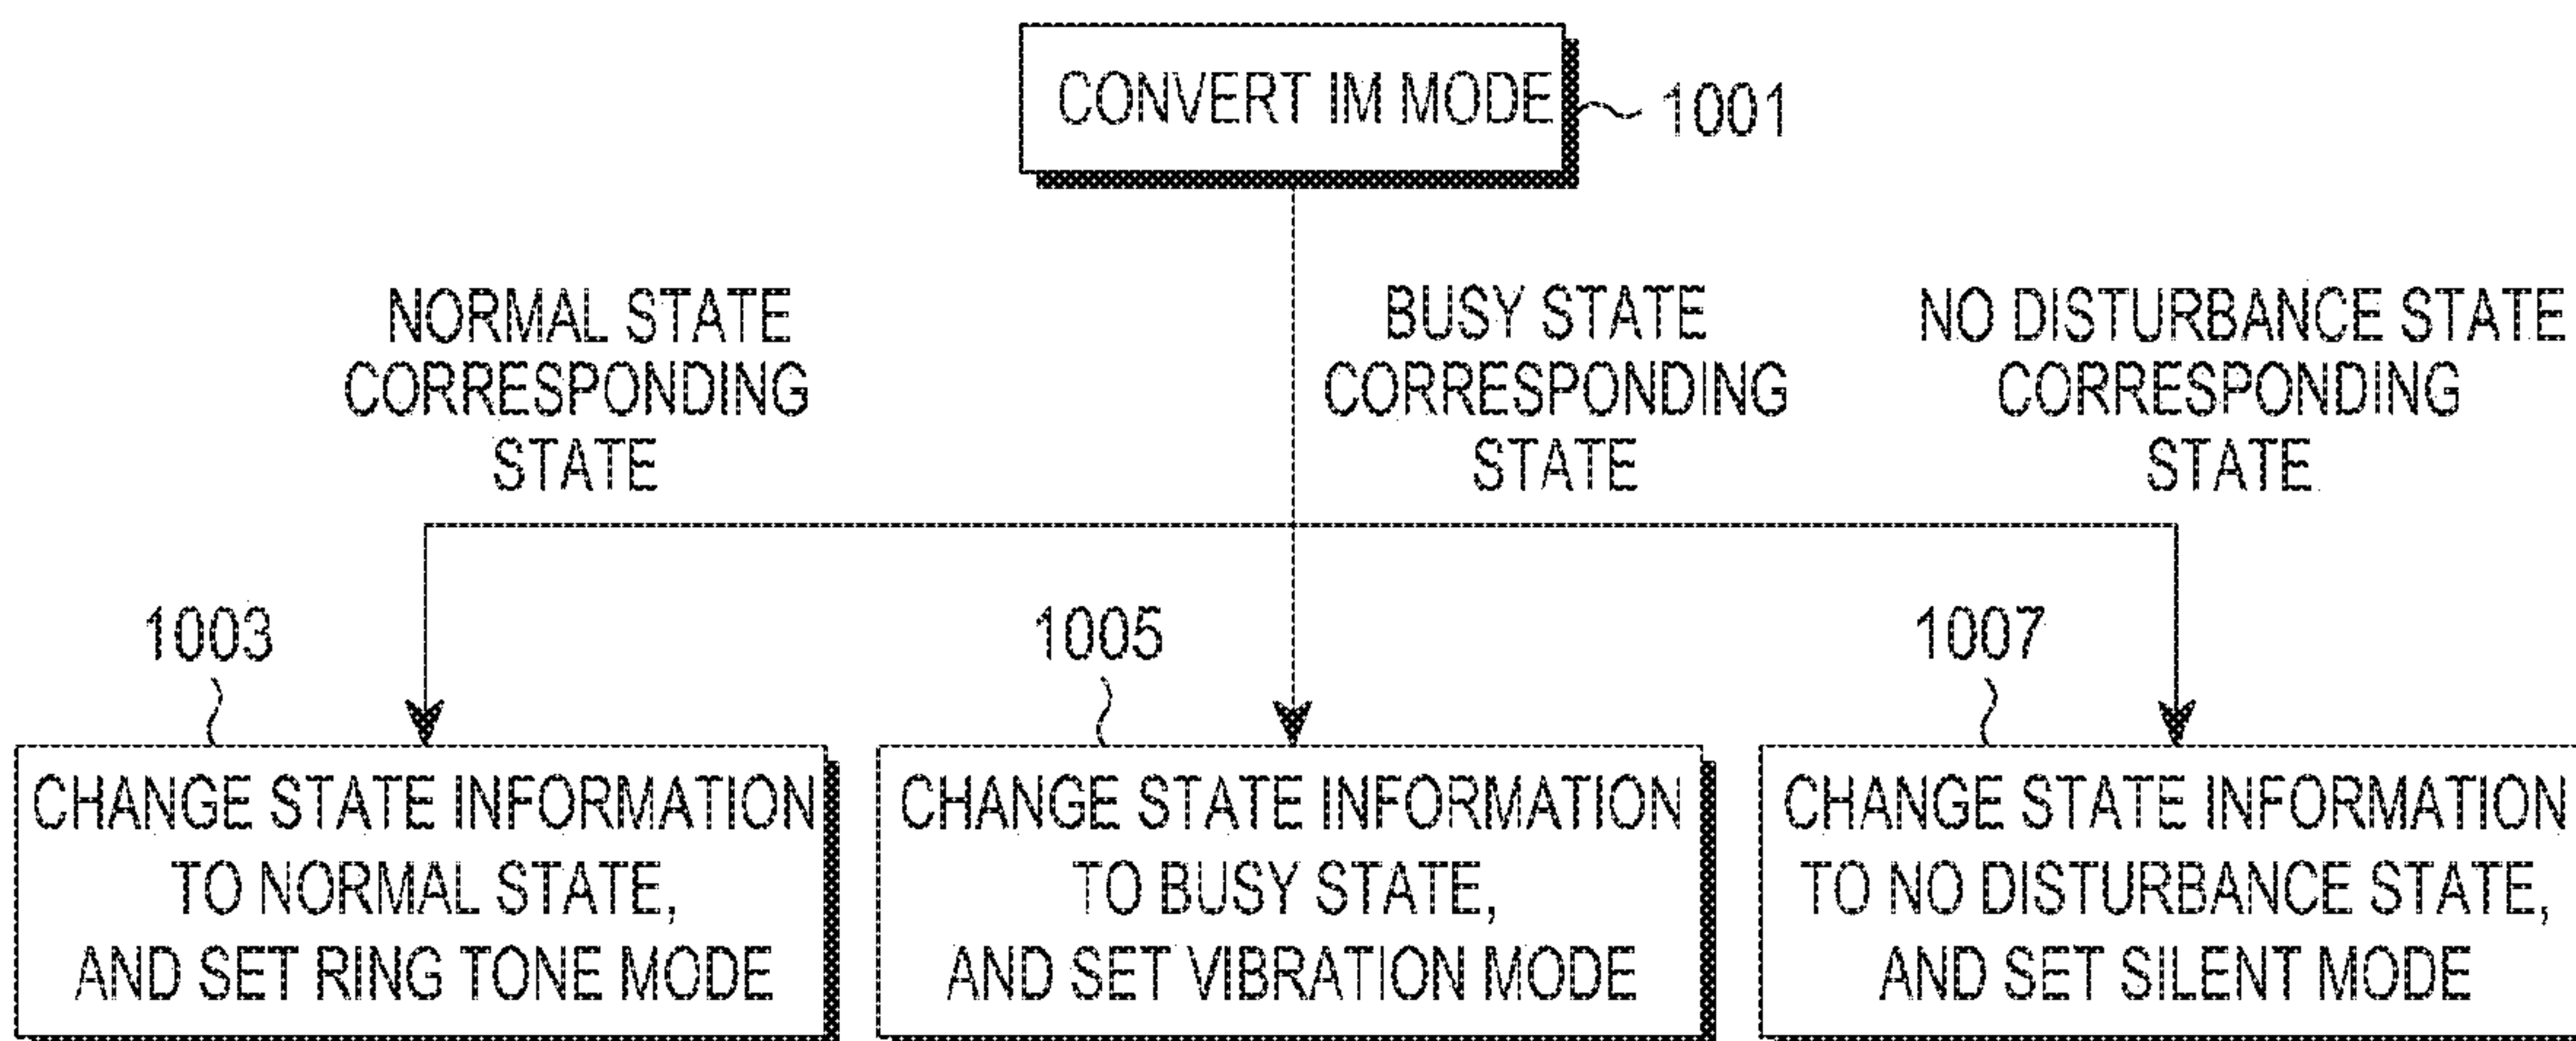 CONVERT IM MODE
1001
NORMAL STATE
CORRESPONDING
STATE
BUSY STATE
CORRESPONDING
STATE
NO DISTURBANCE STATE
CORRESPONDING
STATE
1003
1005
1007
CHANGE STATE INFORMATION
TO NORMAL STATE,
AND SET RING TONE MODE
CHANGE STATE INFORMATION
TO BUSY STATE,
AND SET VIBRATION MODE
CHANGE STATE INFORMATION
TO NO DISTURBANCE STATE,
AND SET SILENT MODE